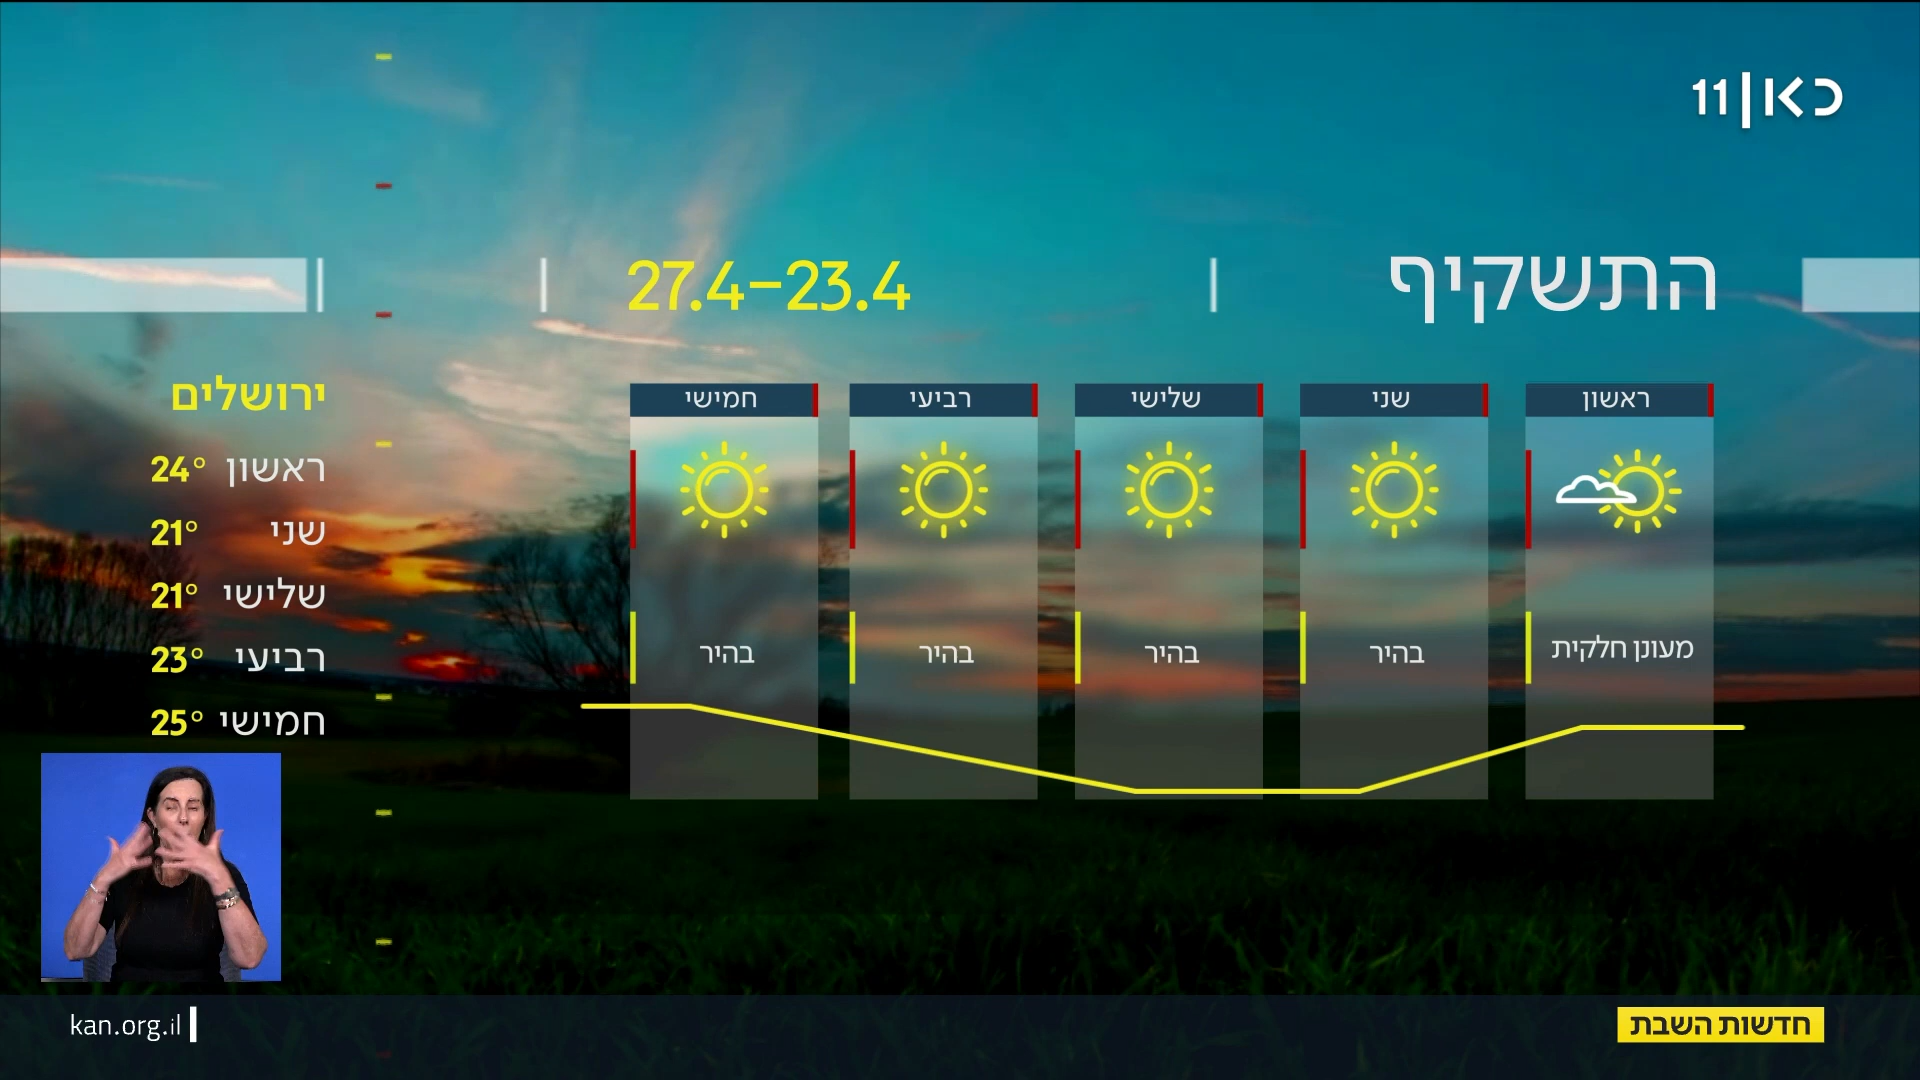 כאן 11
התשקיף
23.4–27.4
ראשון
שני
שלישי
רביעי
חמישי
מעונן חלקית
בהיר
בהיר
בהיר
בהיר
ירושלים
ראשון 24°
שני 21°
שלישי 21°
רביעי 23°
חמישי 25°
חדשות השבת
kan.org.il